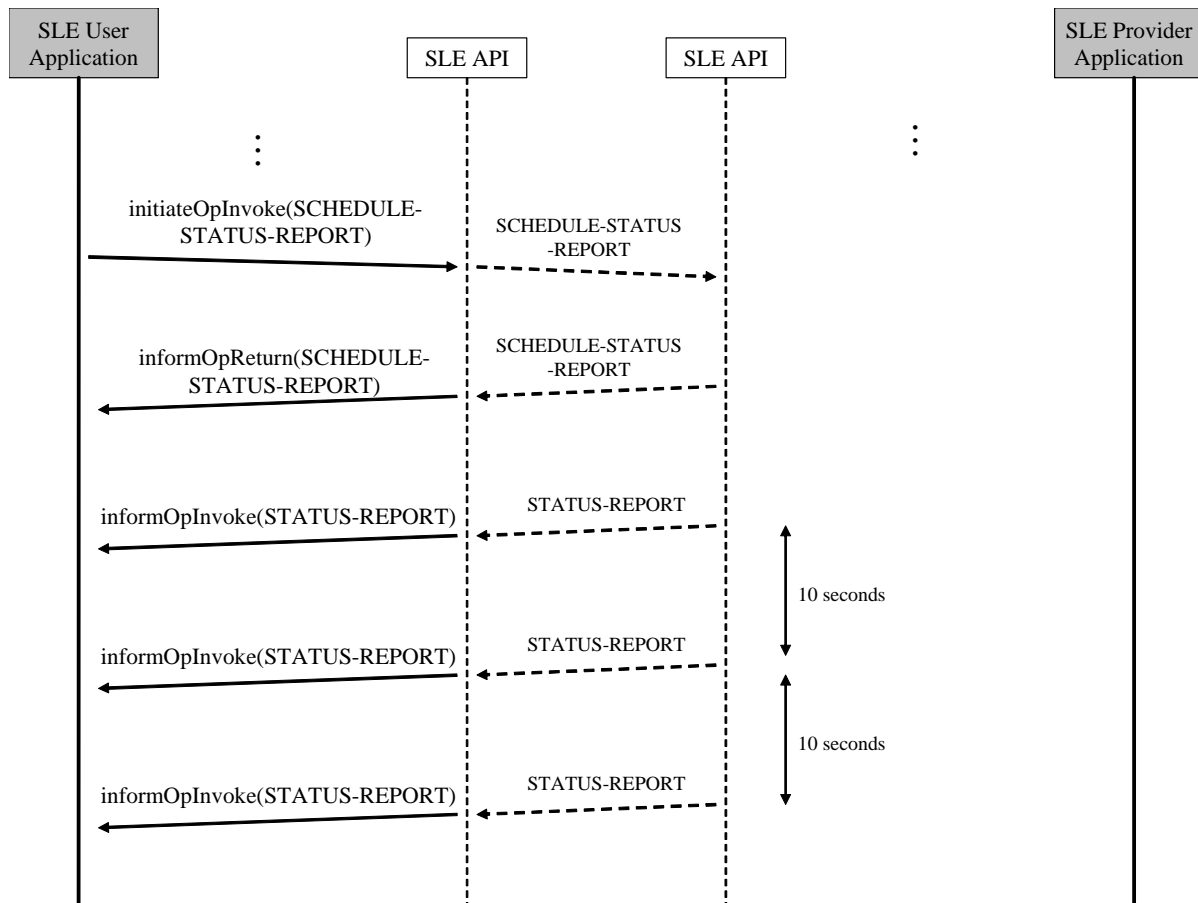 SLE User
Application
SLE API
SLE API
SLE Provider
Application
initiateOpInvoke(SCHEDULE-
STATUS-REPORT)
SCHEDULE-STATUS
-REPORT
informOpReturn(SCHEDULE-
STATUS-REPORT)
SCHEDULE-STATUS
-REPORT
informOpInvoke(STATUS-REPORT)
STATUS-REPORT
10 seconds
informOpInvoke(STATUS-REPORT)
STATUS-REPORT
10 seconds
informOpInvoke(STATUS-REPORT)
STATUS-REPORT